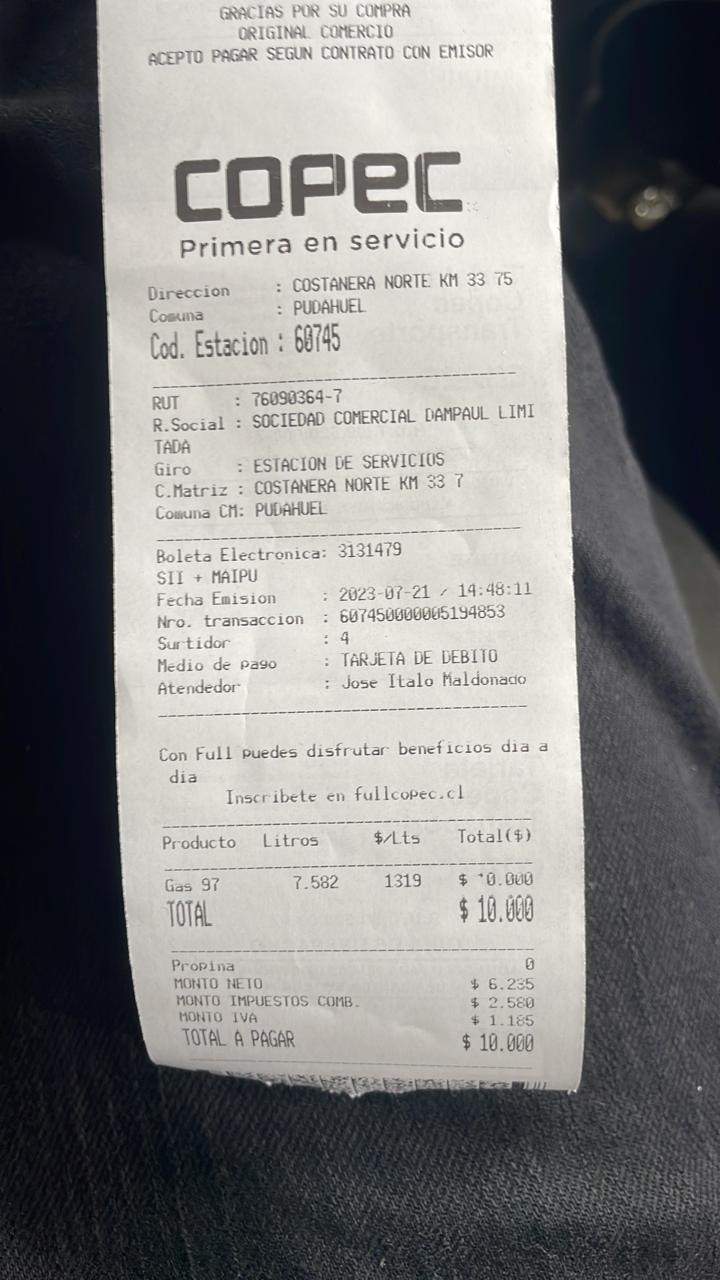 GRACIAS POR SU COMPRA
ORIGINAL COMERCIO
ACEPTO PAGAR SEGUN CONTRATO CON EMISOR
copec
Primera en servicio
Direccion : COSTANERA NORTE KM 33 75
Comuna : PUDAHUEL
Cod. Estacion : 60745
RUT : 76090364-7
R.Social : SOCIEDAD COMERCIAL DAMPAUL LIMI
TADA
Giro : ESTACION DE SERVICIOS
C.Matriz : COSTANERA NORTE KM 33 7
Comuna CM: PUDAHUEL
Boleta Electronica: 3131479
SII + MAIPU
Fecha Emision : 2023-07-21 / 14:48:11
Nro. transaccion : 607450000005194853
Surtidor : 4
Medio de pago : TARJETA DE DEBITO
Atendedor : Jose Italo Maldonado
Con Full puedes disfrutar beneficios dia a
dia
Inscribete en fullcopec.cl
Producto Litros $/Lts Total($)
Gas 97 7.582 1319 $ 10.000
TOTAL $ 10.000
Propina 0
MONTO NETO $ 6.235
MONTO IMPUESTOS COMB. $ 2.580
MONTO IVA $ 1.185
TOTAL A PAGAR $ 10.000